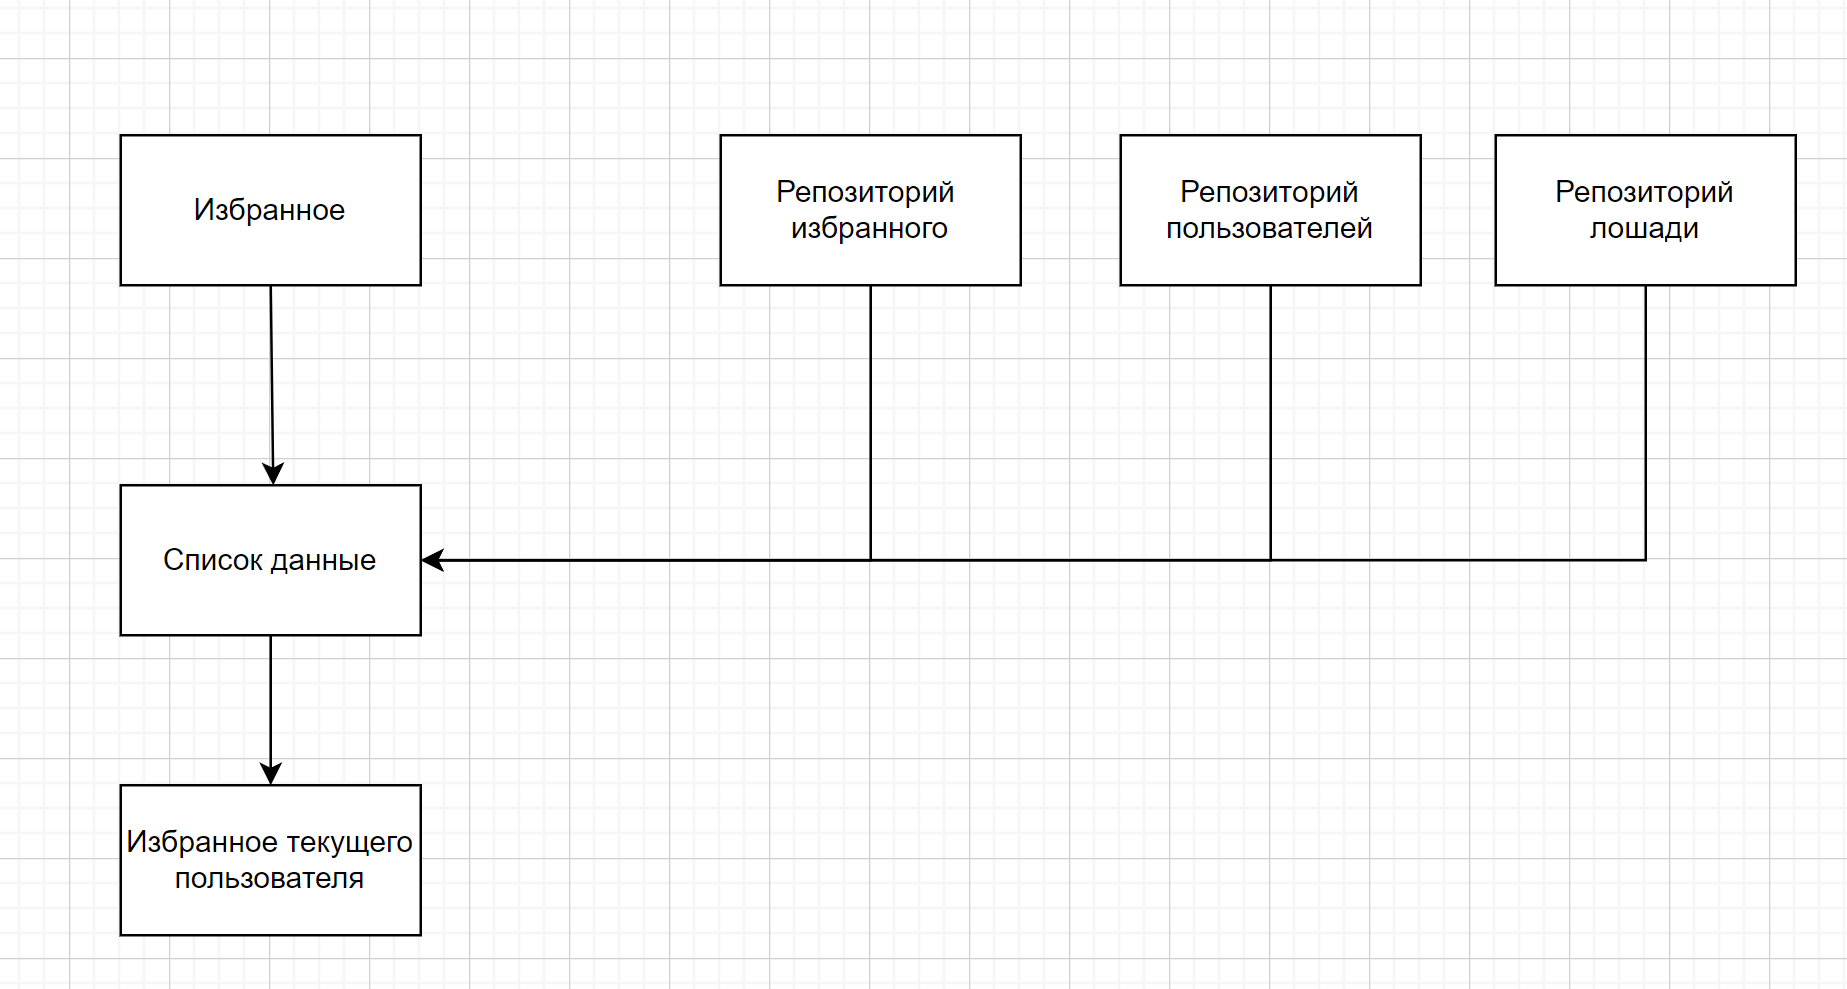 Избранное
Репозиторий
избранного
Репозиторий
пользователей
Репозиторий
лошади
Список данные
Избранное текущего
пользователя